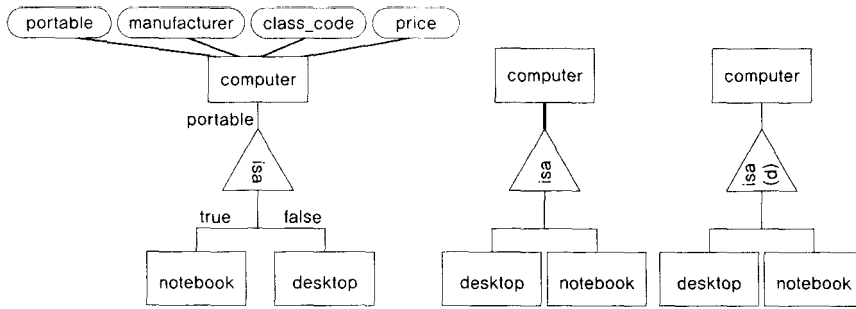 portable manufacturer class_code price
computer computer computer
portable
isa isa isa (d)
true false
notebook desktop desktop notebook desktop notebook